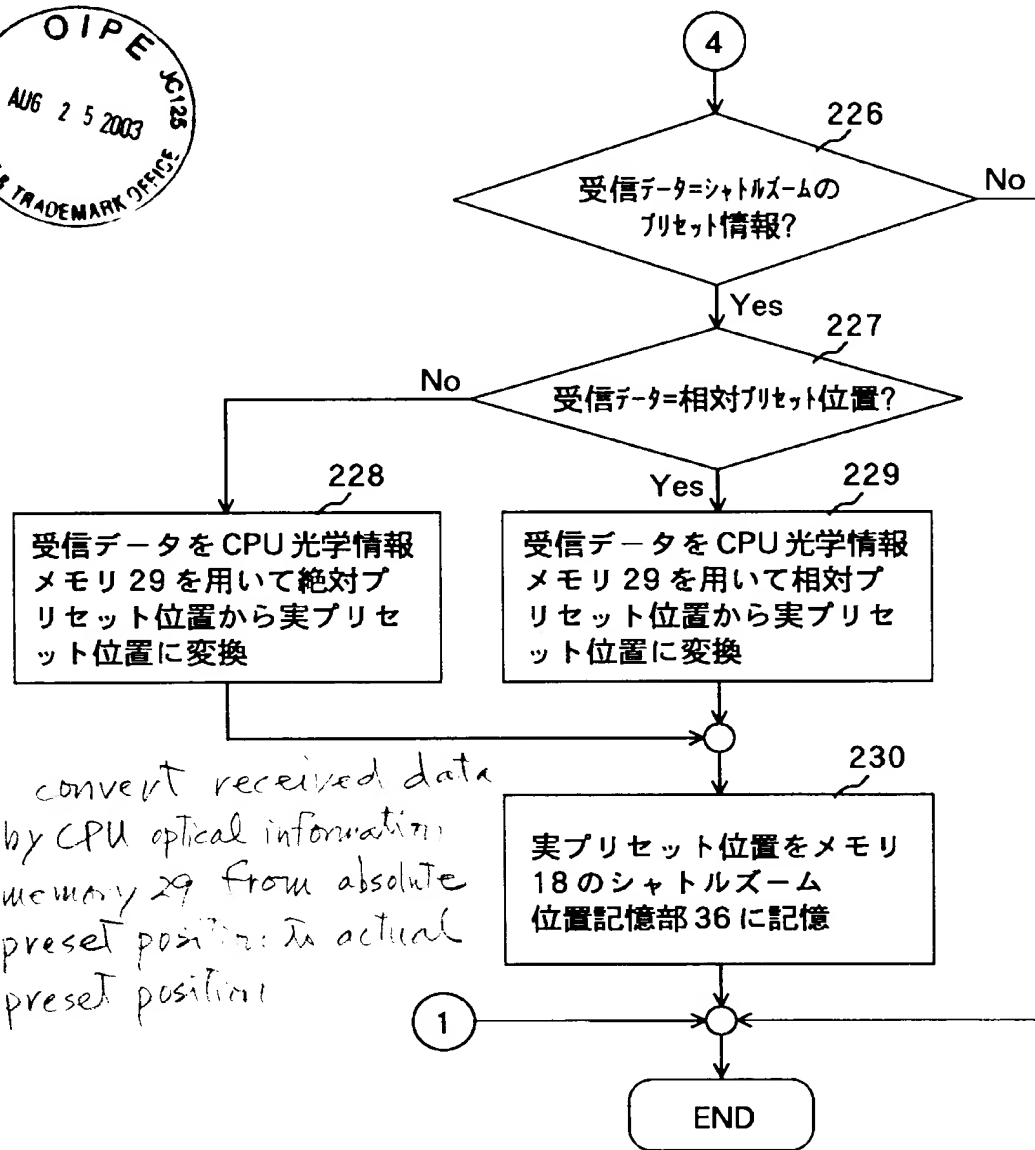 OIPE JC125
AUG 25 2003
TRADEMARK OFFICE
4
226
受信データ=シャトルズームの
プリセット情報?
No
Yes
227
受信データ=相対プリセット位置?
No
Yes
228
受信データをCPU光学情報
メモリ29を用いて絶対プ
リセット位置から実プリセ
ット位置に変換
229
受信データをCPU光学情報
メモリ29を用いて相対プ
リセット位置から実プリセ
ット位置に変換
convert received data
by CPU optical information
memory 29 from absolute
preset position to actual
preset position
230
実プリセット位置をメモリ
18のシャトルズーム
位置記憶部36に記憶
1
END